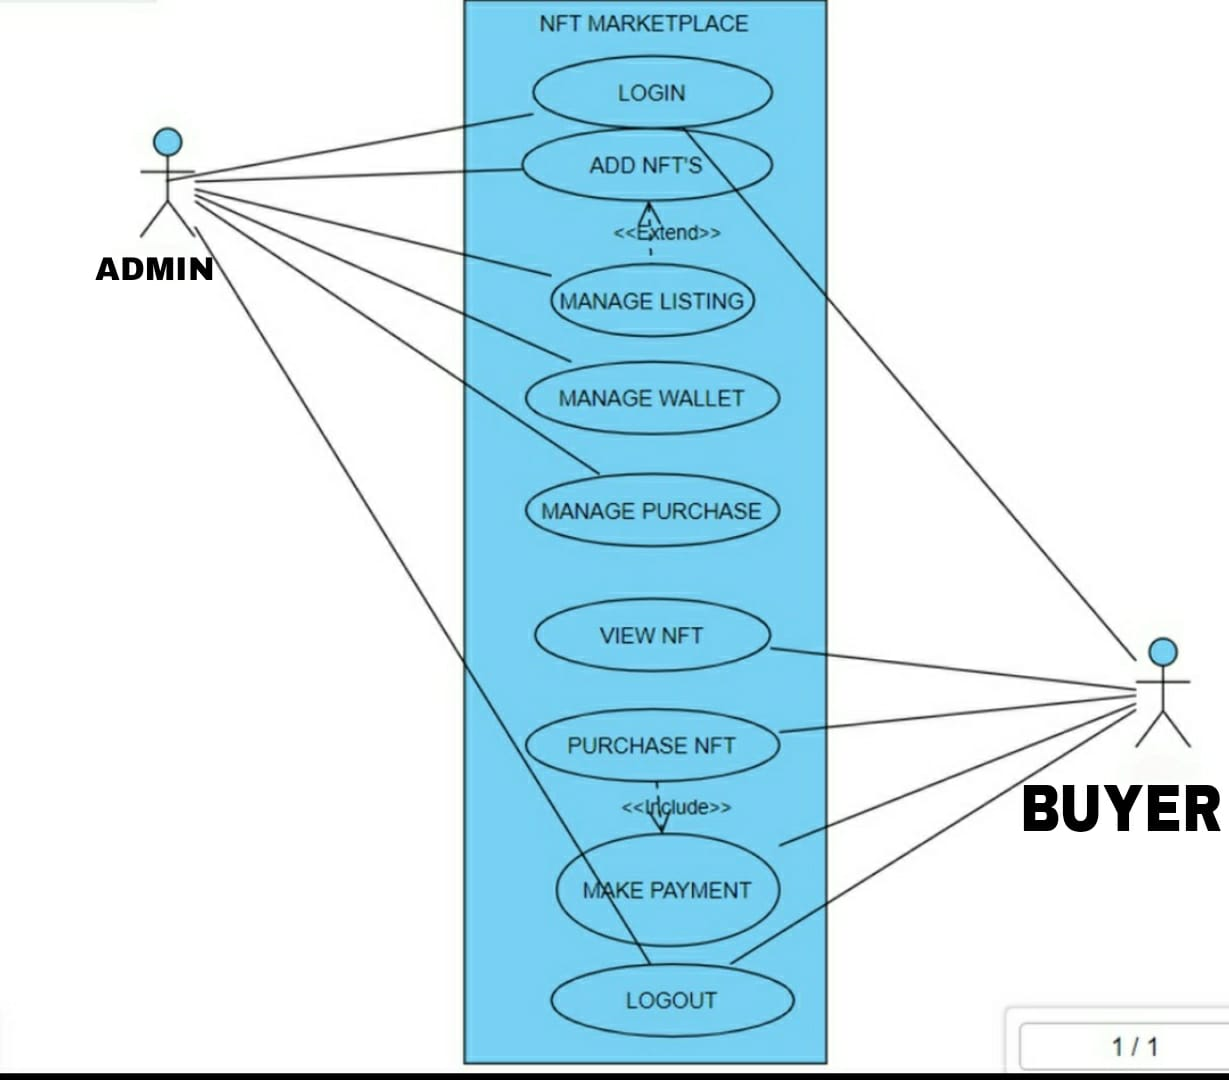 NFT MARKETPLACE
LOGIN
ADD NFT'S
<<Extend>>
ADMIN
MANAGE LISTING
MANAGE WALLET
MANAGE PURCHASE
VIEW NFT
PURCHASE NFT
<<Include>>
BUYER
MAKE PAYMENT
LOGOUT
1 / 1